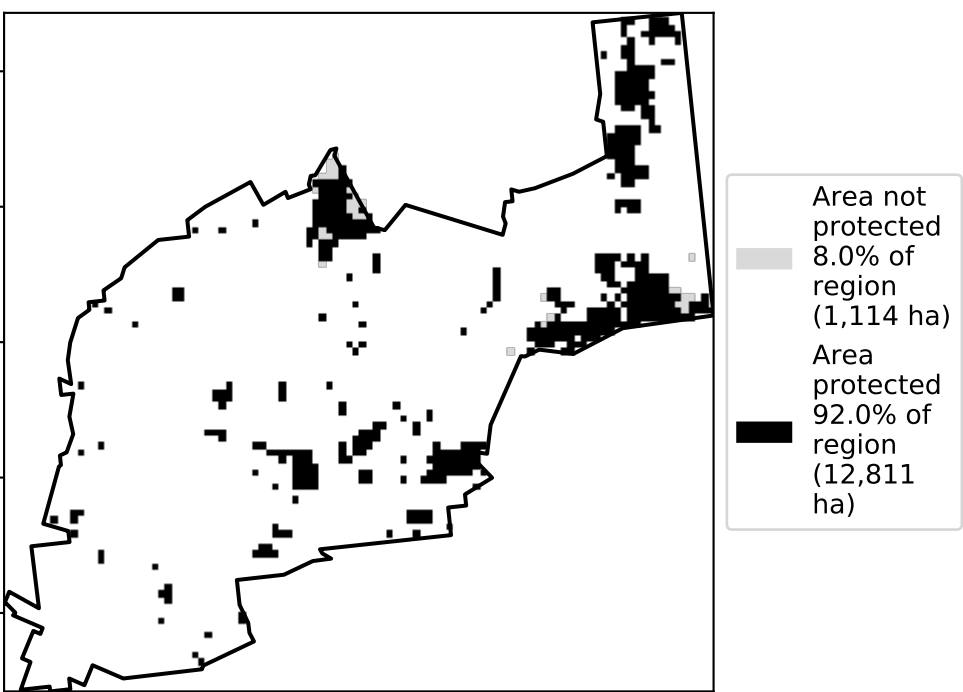 Area not
protected
8.0% of
region
(1,114 ha)
Area
protected
92.0% of
region
(12,811
ha)